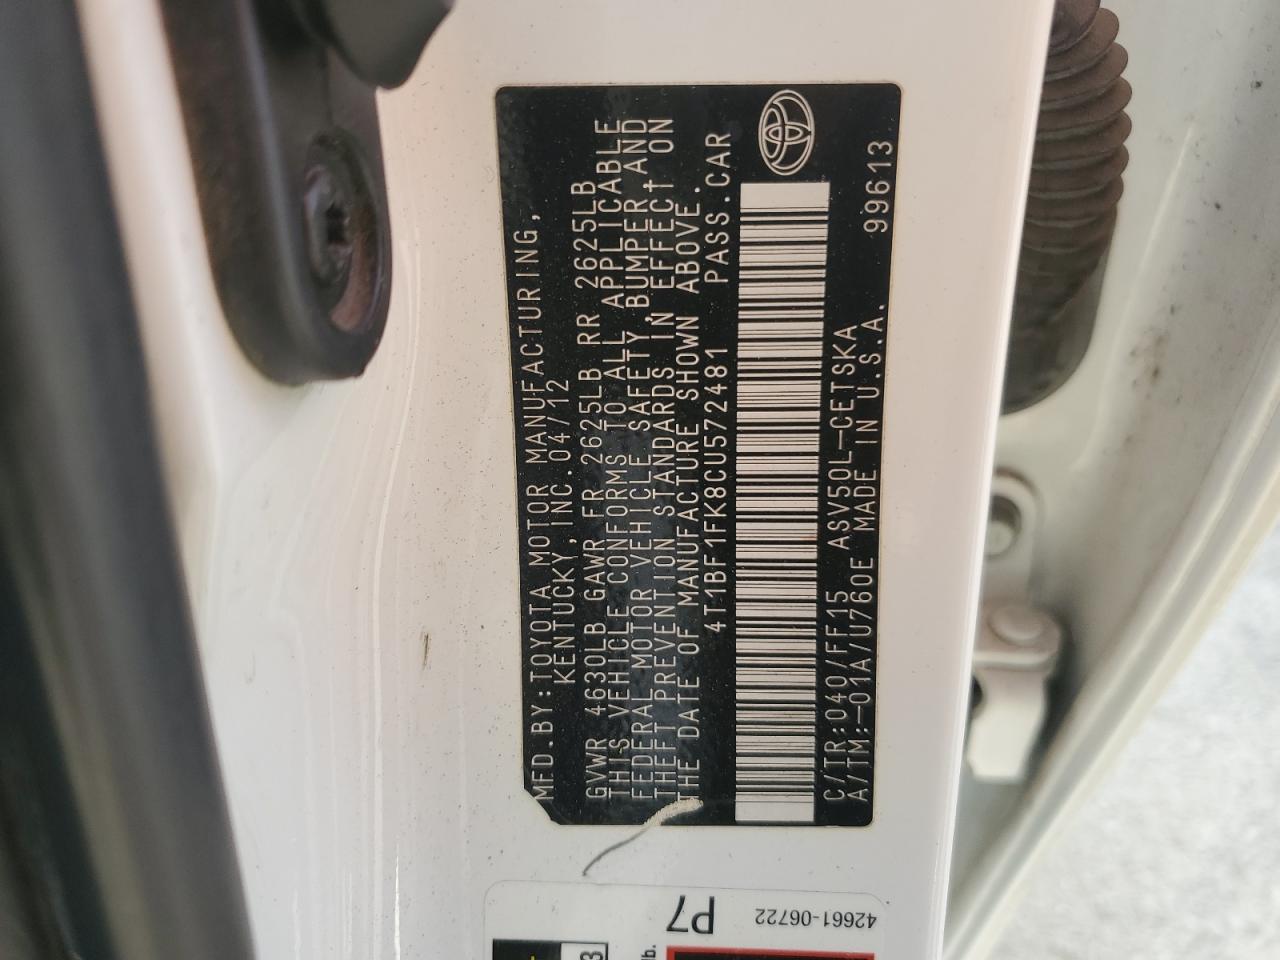 MFD.BY:TOYOTA MOTOR MANUFACTURING,
KENTUCKY,INC.04/12
GVWR 4630LB GAWR FR 2625LB RR 2625LB
THIS VEHICLE CONFORMS TO ALL APPLICABLE
FEDERAL MOTOR VEHICLE SAFETY,BUMPER,AND
THEFT PREVENTION STANDARDS IN EFFECT ON
THE DATE OF MANUFACTURE SHOWN ABOVE.
4T1BF1FK8CU572481 PASS.CAR
C/TR:040/FF15 ASV50L-CETSKA 99613
A/TM:-01A/U760E MADE IN U.S.A.
P7
42661-06722
lb.
3